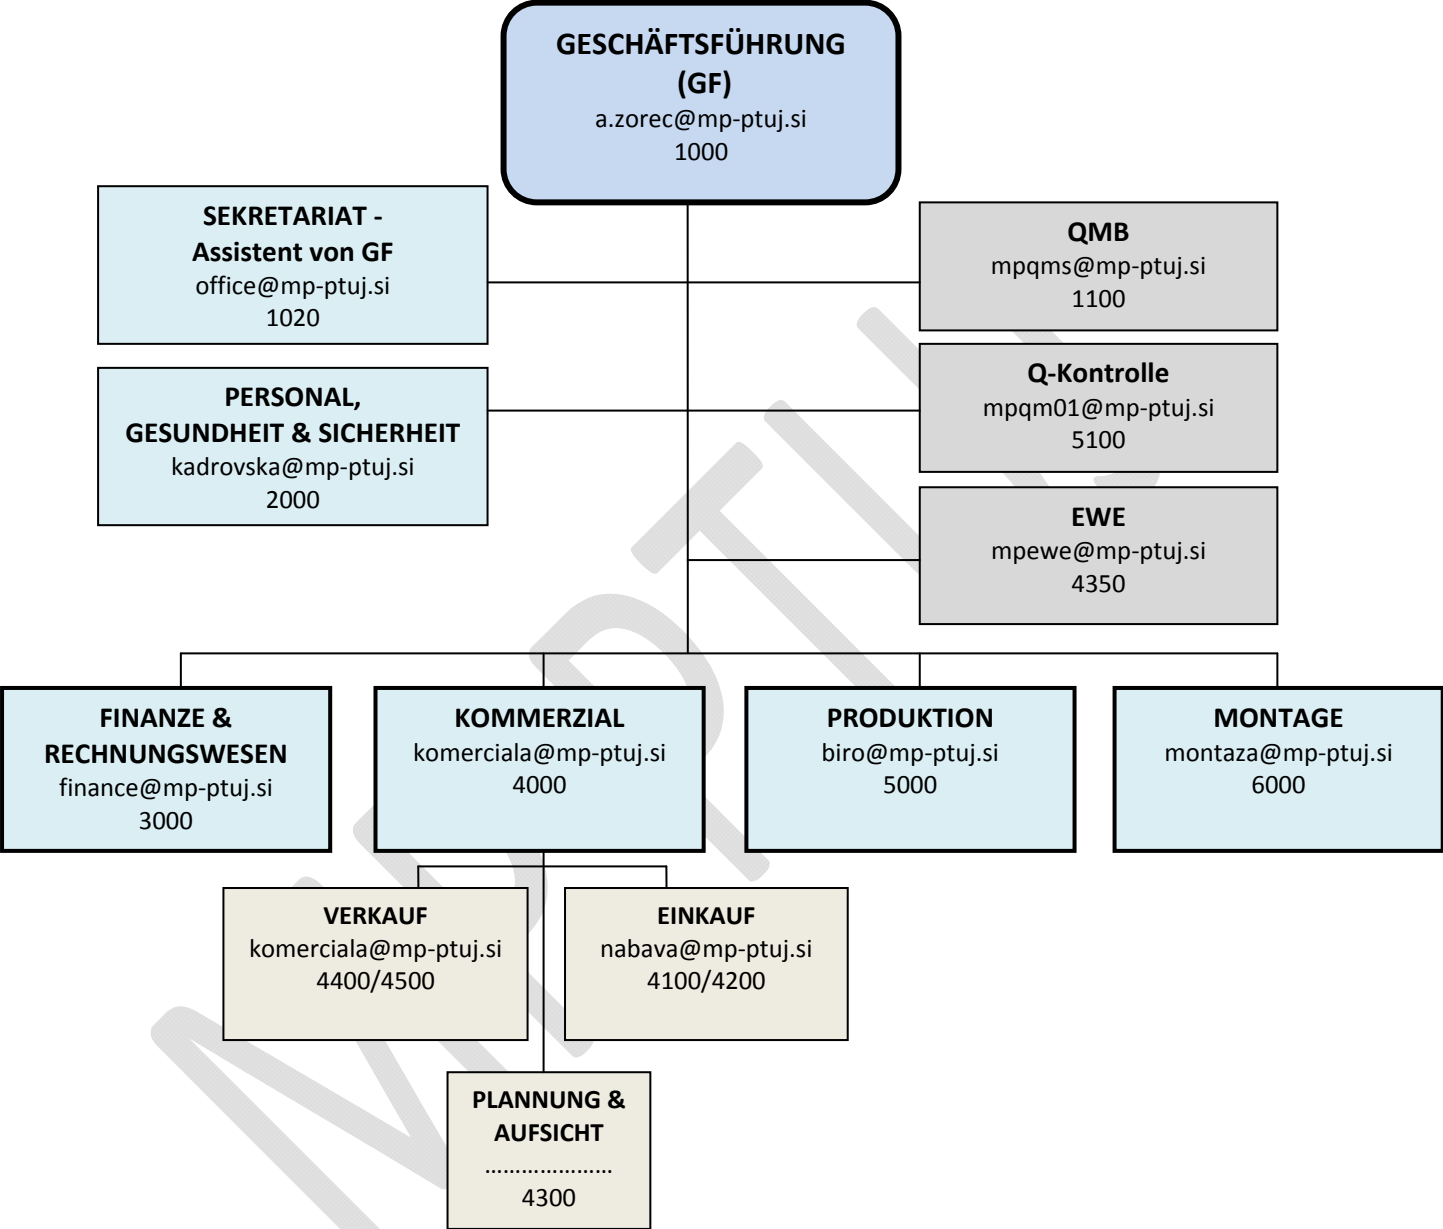 GESCHÄFTSFÜHRUNG
(GF)
a.zorec@mp-ptuj.si
1000
SEKRETARIAT -
Assistent von GF
office@mp-ptuj.si
1020
QMB
mpqms@mp-ptuj.si
1100
PERSONAL,
GESUNDHEIT & SICHERHEIT
kadrovska@mp-ptuj.si
2000
Q-Kontrolle
mpqm01@mp-ptuj.si
5100
EWE
mpewe@mp-ptuj.si
4350
FINANZE &
RECHNUNGSWESEN
finance@mp-ptuj.si
3000
KOMMERZIAL
komerciala@mp-ptuj.si
4000
PRODUKTION
biro@mp-ptuj.si
5000
MONTAGE
montaza@mp-ptuj.si
6000
VERKAUF
komerciala@mp-ptuj.si
4400/4500
EINKAUF
nabava@mp-ptuj.si
4100/4200
PLANNUNG &
AUFSICHT
…………………
4300
MP PTUJ